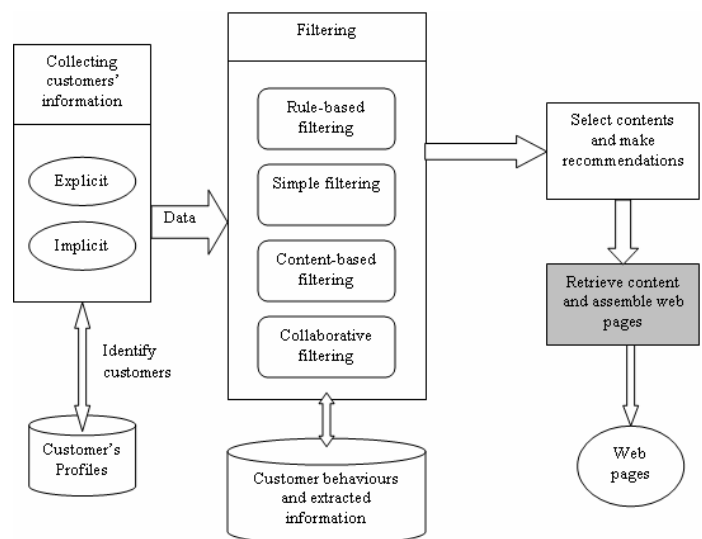 Collecting
customers'
information
Explicit
Implicit
Identify
customers
Customer's
Profiles
Data
Filtering
Rule-based
filtering
Simple filtering
Content-based
filtering
Collaborative
filtering
Customer behaviours
and extracted
information
Select contents
and make
recommendations
Retrieve content
and assemble web
pages
Web
pages